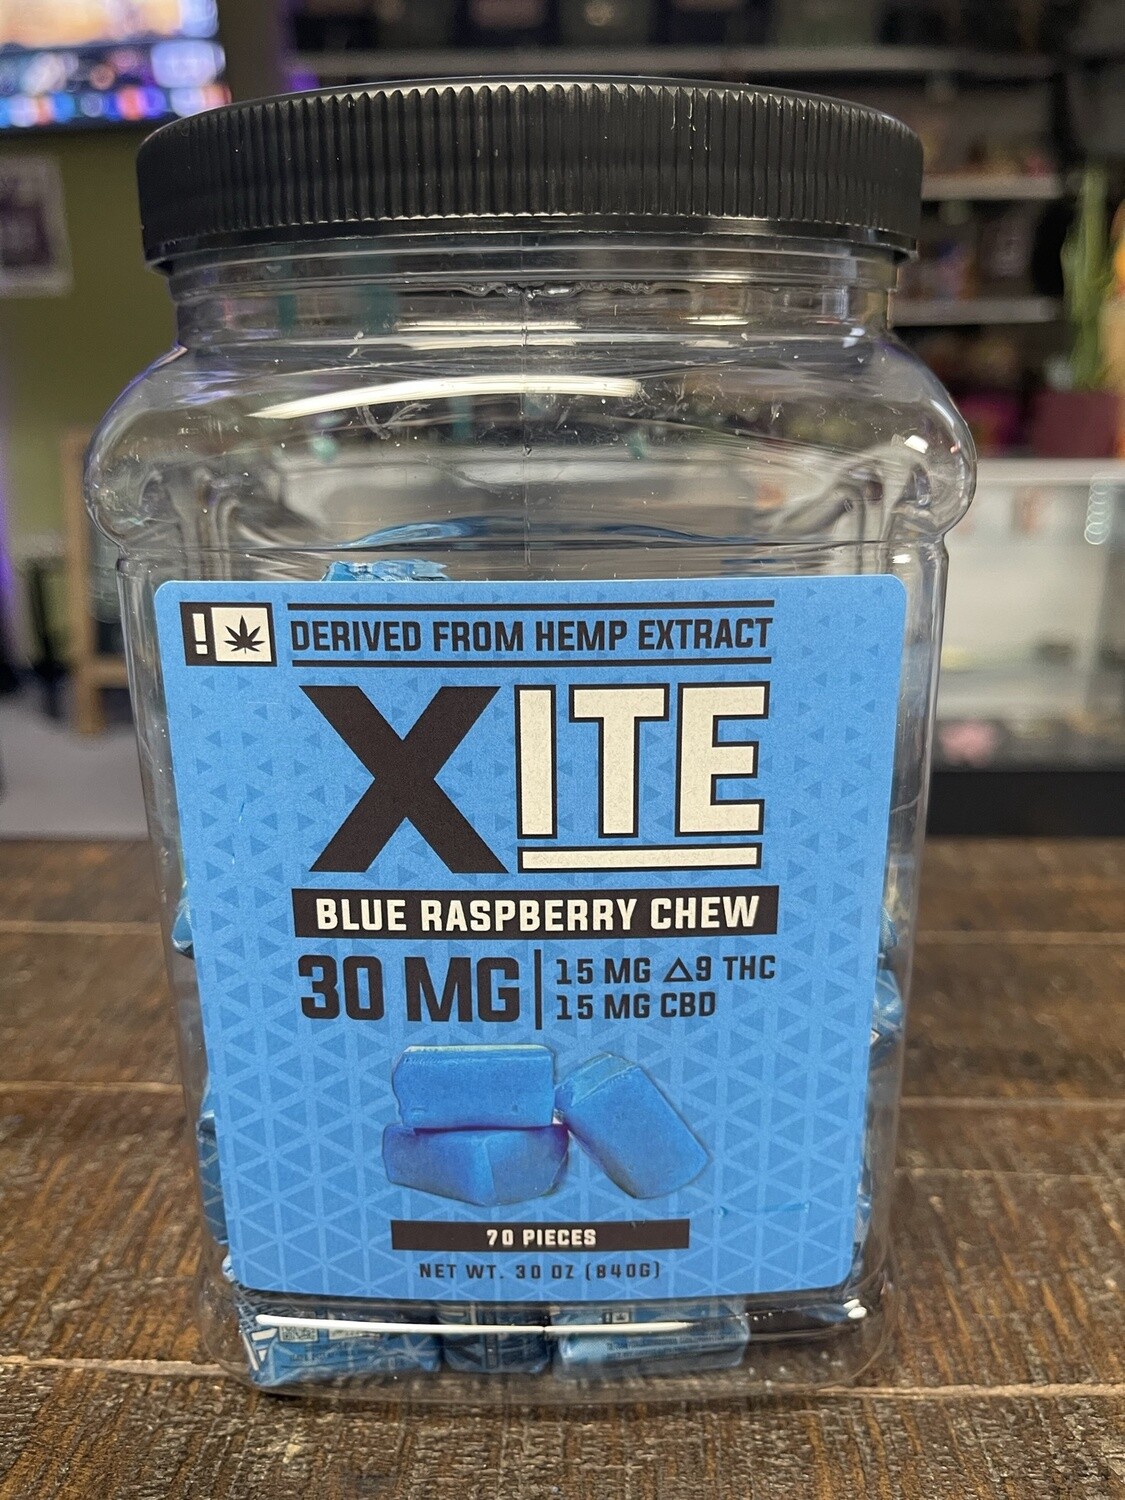 ! DERIVED FROM HEMP EXTRACT
XITE
BLUE RASPBERRY CHEW
30 MG
15 MG Δ9 THC
15 MG CBD
70 PIECES
NET WT. 30 OZ (840G)